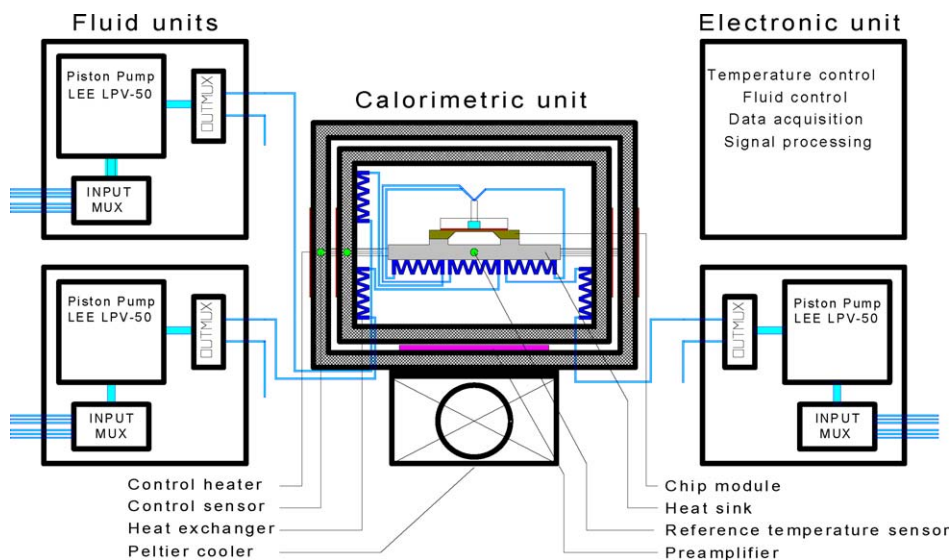 Fluid units
Electronic unit
Piston Pump
LEE LPV-50
OUTMUX
INPUT
MUX
Calorimetric unit
Temperature control
Fluid control
Data acquisition
Signal processing
Piston Pump
LEE LPV-50
OUTMUX
INPUT
MUX
OUTMUX
Piston Pump
LEE LPV-50
INPUT
MUX
Control heater
Control sensor
Heat exchanger
Peltier cooler
Chip module
Heat sink
Reference temperature sensor
Preamplifier